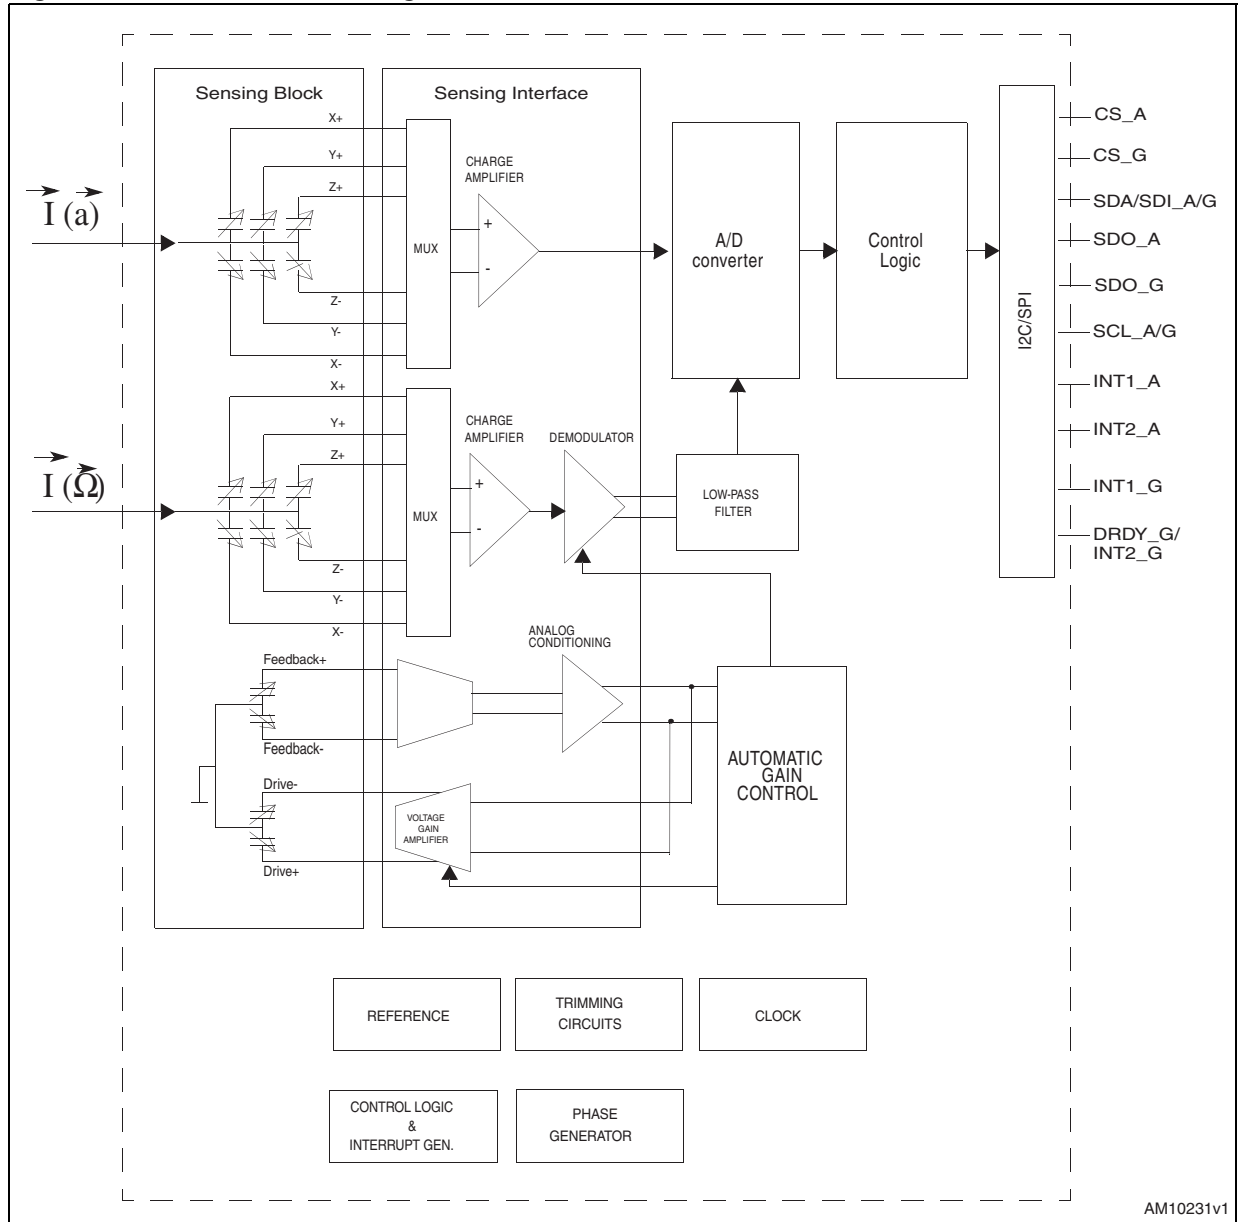 Sensing Block
Sensing Interface
X+
Y+
Z+
Z-
Y-
X-
I (a)
MUX
CHARGE
AMPLIFIER
+
-
A/D
converter
Control
Logic
I2C/SPI
CS_A
CS_G
SDA/SDI_A/G
SDO_A
SDO_G
SCL_A/G
INT1_A
INT2_A
INT1_G
DRDY_G/
INT2_G
X+
Y+
Z+
Z-
Y-
X-
I (Ω)
MUX
CHARGE
AMPLIFIER
+
-
DEMODULATOR
LOW-PASS
FILTER
Feedback+
Feedback-
Drive-
Drive+
ANALOG
CONDITIONING
VOLTAGE
GAIN
AMPLIFIER
AUTOMATIC
GAIN
CONTROL
REFERENCE
TRIMMING
CIRCUITS
CLOCK
CONTROL LOGIC
&
INTERRUPT GEN.
PHASE
GENERATOR
AM10231v1